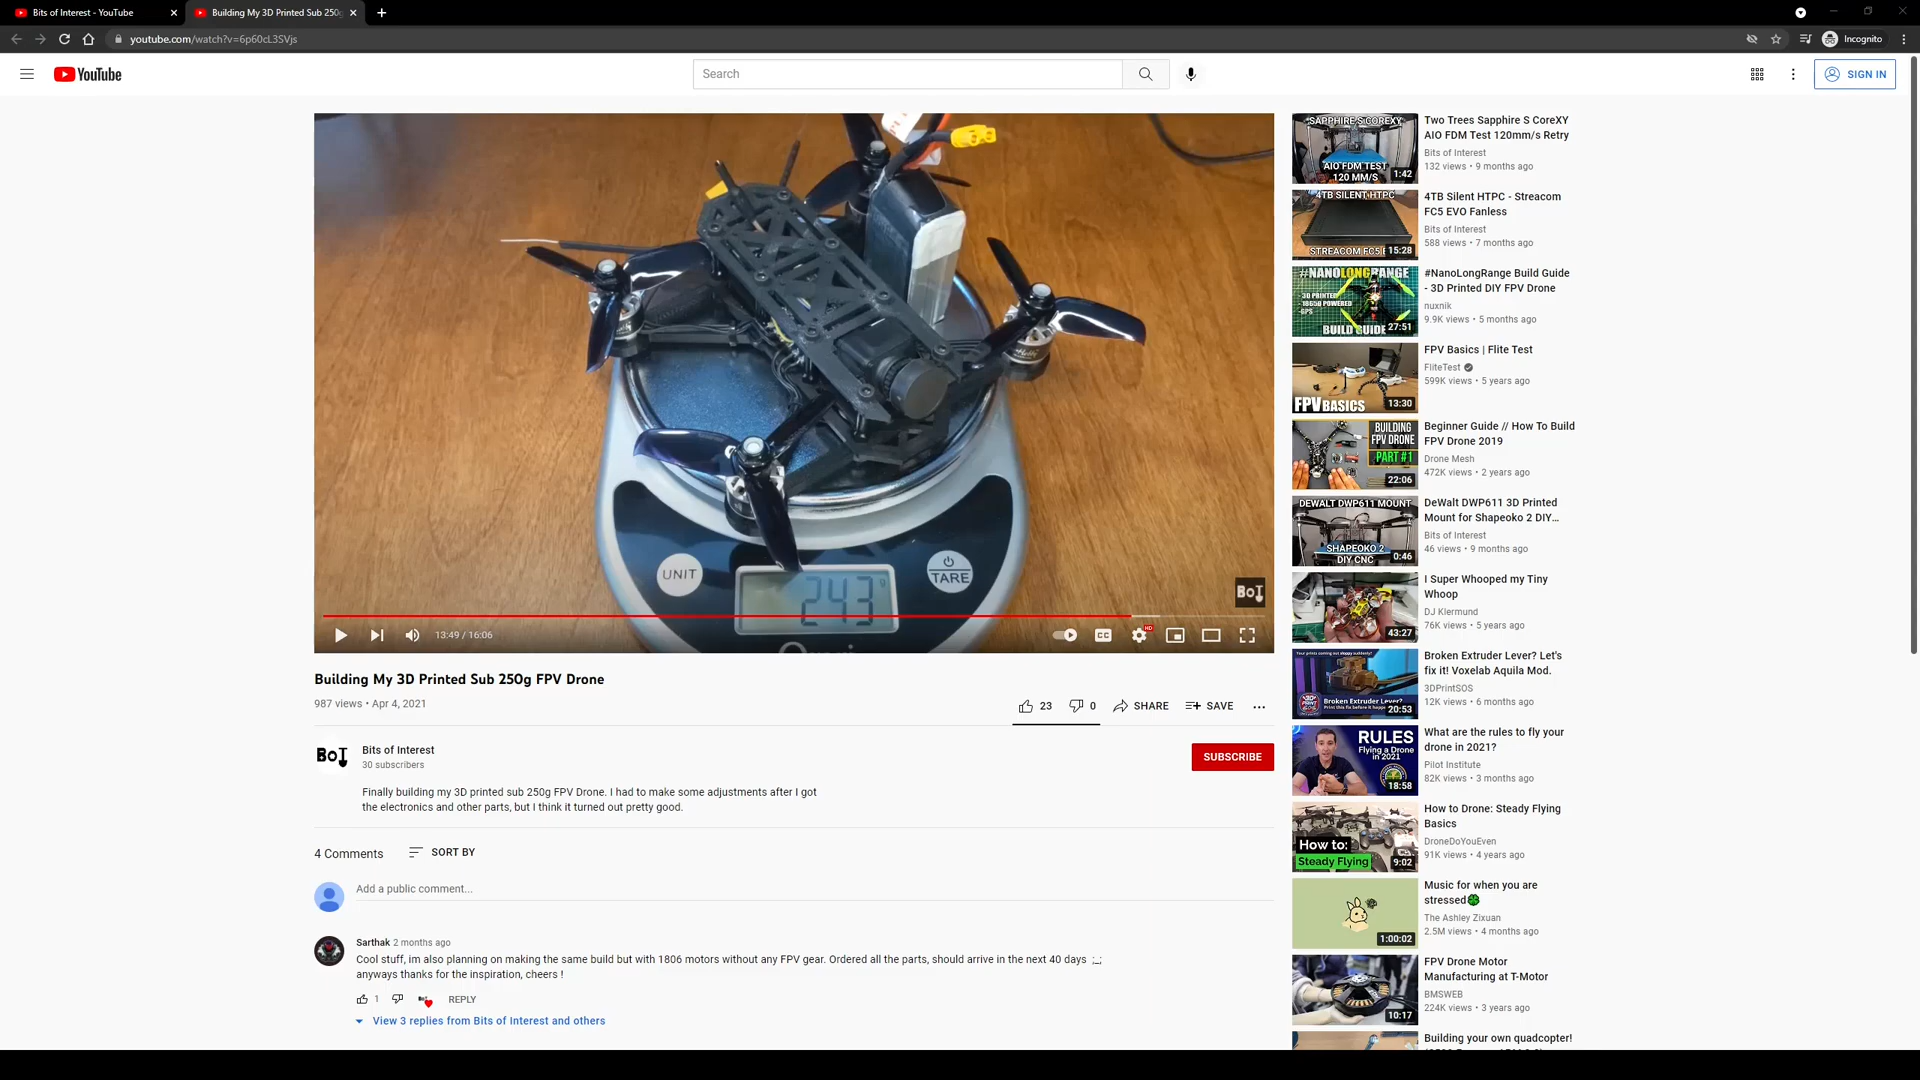 Bits of Interest - YouTube
Building My 3D Printed Sub 250g
youtube.com/watch?v=6p60cL3SVjs
Incognito
YouTube
Search
SIGN IN
UNIT
TARE
243 g
BoI
13:49 / 16:06
CC
HD
Building My 3D Printed Sub 250g FPV Drone
987 views • Apr 4, 2021
23
0
SHARE
SAVE
BoI
Bits of Interest
30 subscribers
SUBSCRIBE
Finally building my 3D printed sub 250g FPV Drone. I had to make some adjustments after I got
the electronics and other parts, but I think it turned out pretty good.
4 Comments
SORT BY
Add a public comment...
Sarthak 2 months ago
Cool stuff, im also planning on making the same build but with 1806 motors without any FPV gear. Ordered all the parts, should arrive in the next 40 days ;_;
anyways thanks for the inspiration, cheers !
1
REPLY
View 3 replies from Bits of Interest and others
SAPPHIRE S COREXY
AIO FDM TEST
120 MM/S
1:42
Two Trees Sapphire S CoreXY
AIO FDM Test 120mm/s Retry
Bits of Interest
132 views • 9 months ago
4TB SILENT HTPC
STREACOM FC5 E
15:28
4TB Silent HTPC - Streacom
FC5 EVO Fanless
Bits of Interest
588 views • 7 months ago
#NANOLONGRANGE
3D PRINTED
18650 POWERED
GPS
BUILD GUIDE
27:51
#NanoLongRange Build Guide
- 3D Printed DIY FPV Drone
nuxnik
9.9K views • 5 months ago
FPV BASICS
13:30
FPV Basics | Flite Test
FliteTest
599K views • 5 years ago
BUILDING
FPV DRONE
PART #1
22:06
Beginner Guide // How To Build
FPV Drone 2019
Drone Mesh
472K views • 2 years ago
DEWALT DWP611 MOUNT
SHAPEOKO 2
DIY CNC
0:46
DeWalt DWP611 3D Printed
Mount for Shapeoko 2 DIY...
Bits of Interest
46 views • 9 months ago
43:27
I Super Whooped my Tiny
Whoop
DJ Klermund
76K views • 5 years ago
Broken Extruder Lever?
20:53
Broken Extruder Lever? Let's
fix it! Voxelab Aquila Mod.
3DPrintSOS
12K views • 6 months ago
RULES
Flying a Drone
in 2021
18:58
What are the rules to fly your
drone in 2021?
Pilot Institute
82K views • 3 months ago
How to:
Steady Flying
9:02
How to Drone: Steady Flying
Basics
DroneDoYouEven
91K views • 4 years ago
1:00:02
Music for when you are
stressed🍀
The Ashley Zixuan
2.5M views • 4 months ago
10:17
FPV Drone Motor
Manufacturing at T-Motor
BMSWEB
224K views • 3 years ago
Building your own quadcopter!